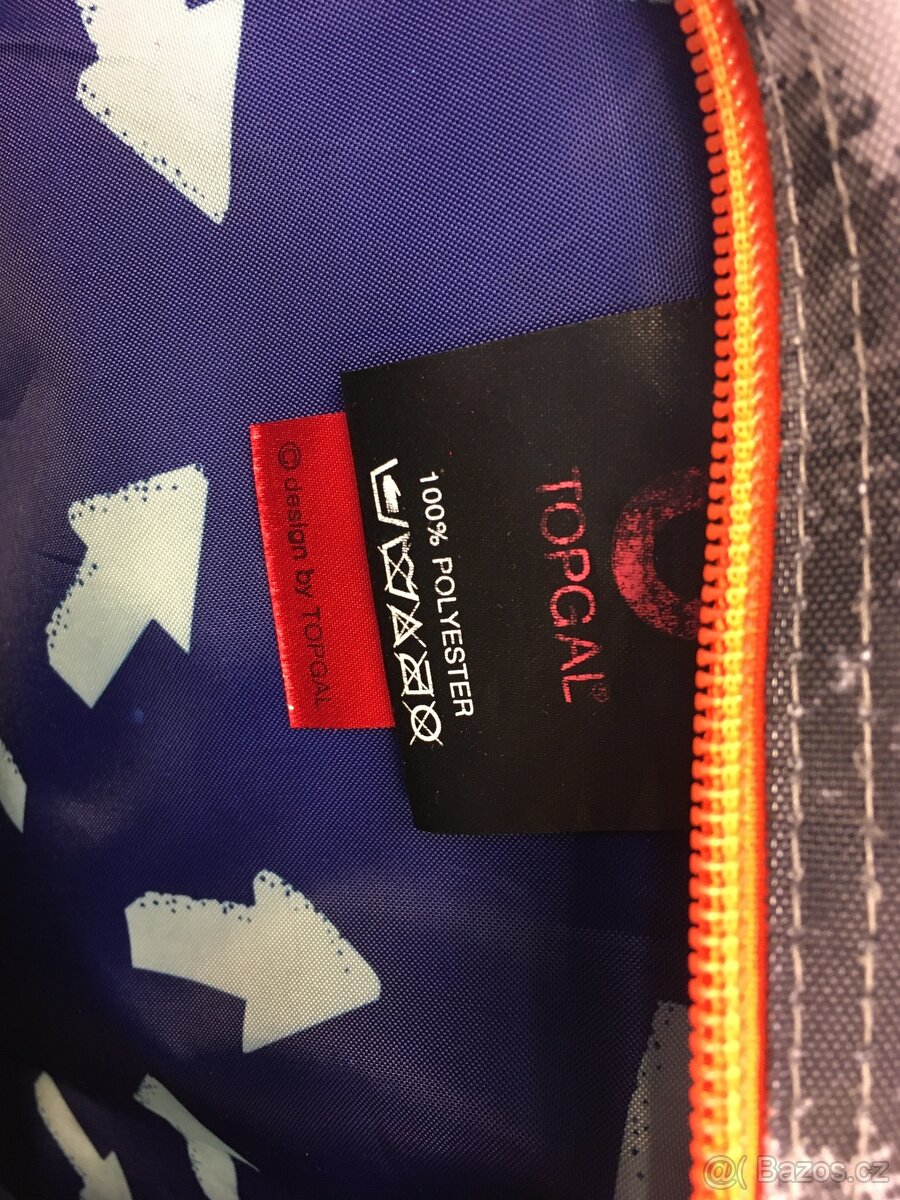 TOPGAL®
100% POLYESTER
© design by TOPGAL
@( Bazos.cz